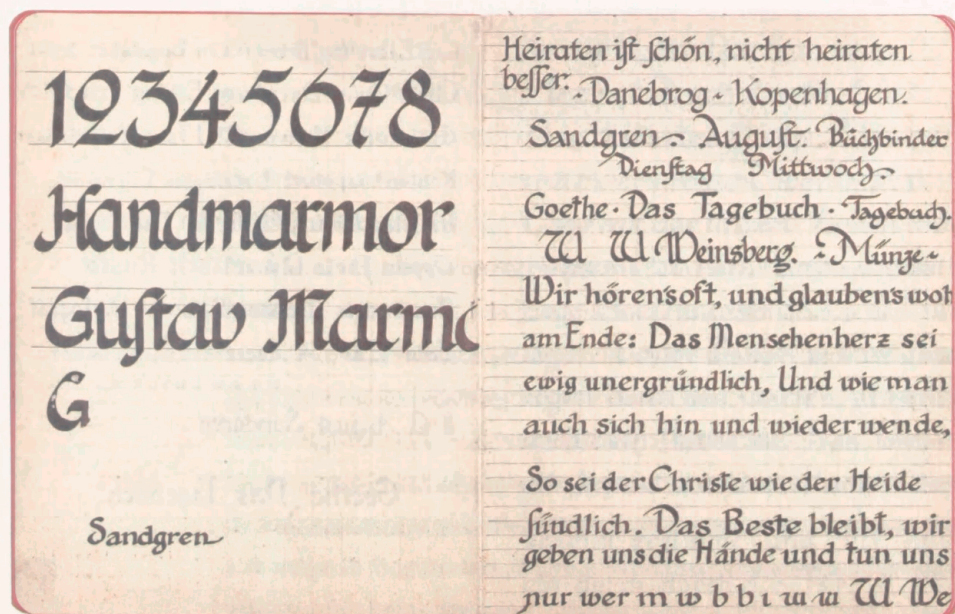 12345678
Handmarmor
Gustav Marmo
G
Sandgren
Heiraten ist schön, nicht heiraten
besser. - Danebrog - Kopenhagen.
Sandgren - August. Buchbinder
Dienstag Mittwoch -
Goethe · Das Tagebuch · Tagebuch.
W W Weinsberg. - Münze -
Wir hören's oft, und glauben's woh
am Ende: Das Mensehenherz sei
ewig unergründlich, Und wie man
auch sich hin und wieder wende,
So sei der Christe wie der Heide
sündlich. Das Beste bleibt, wir
geben uns die Hände und tun uns
nur wer m w b b ι w w W We